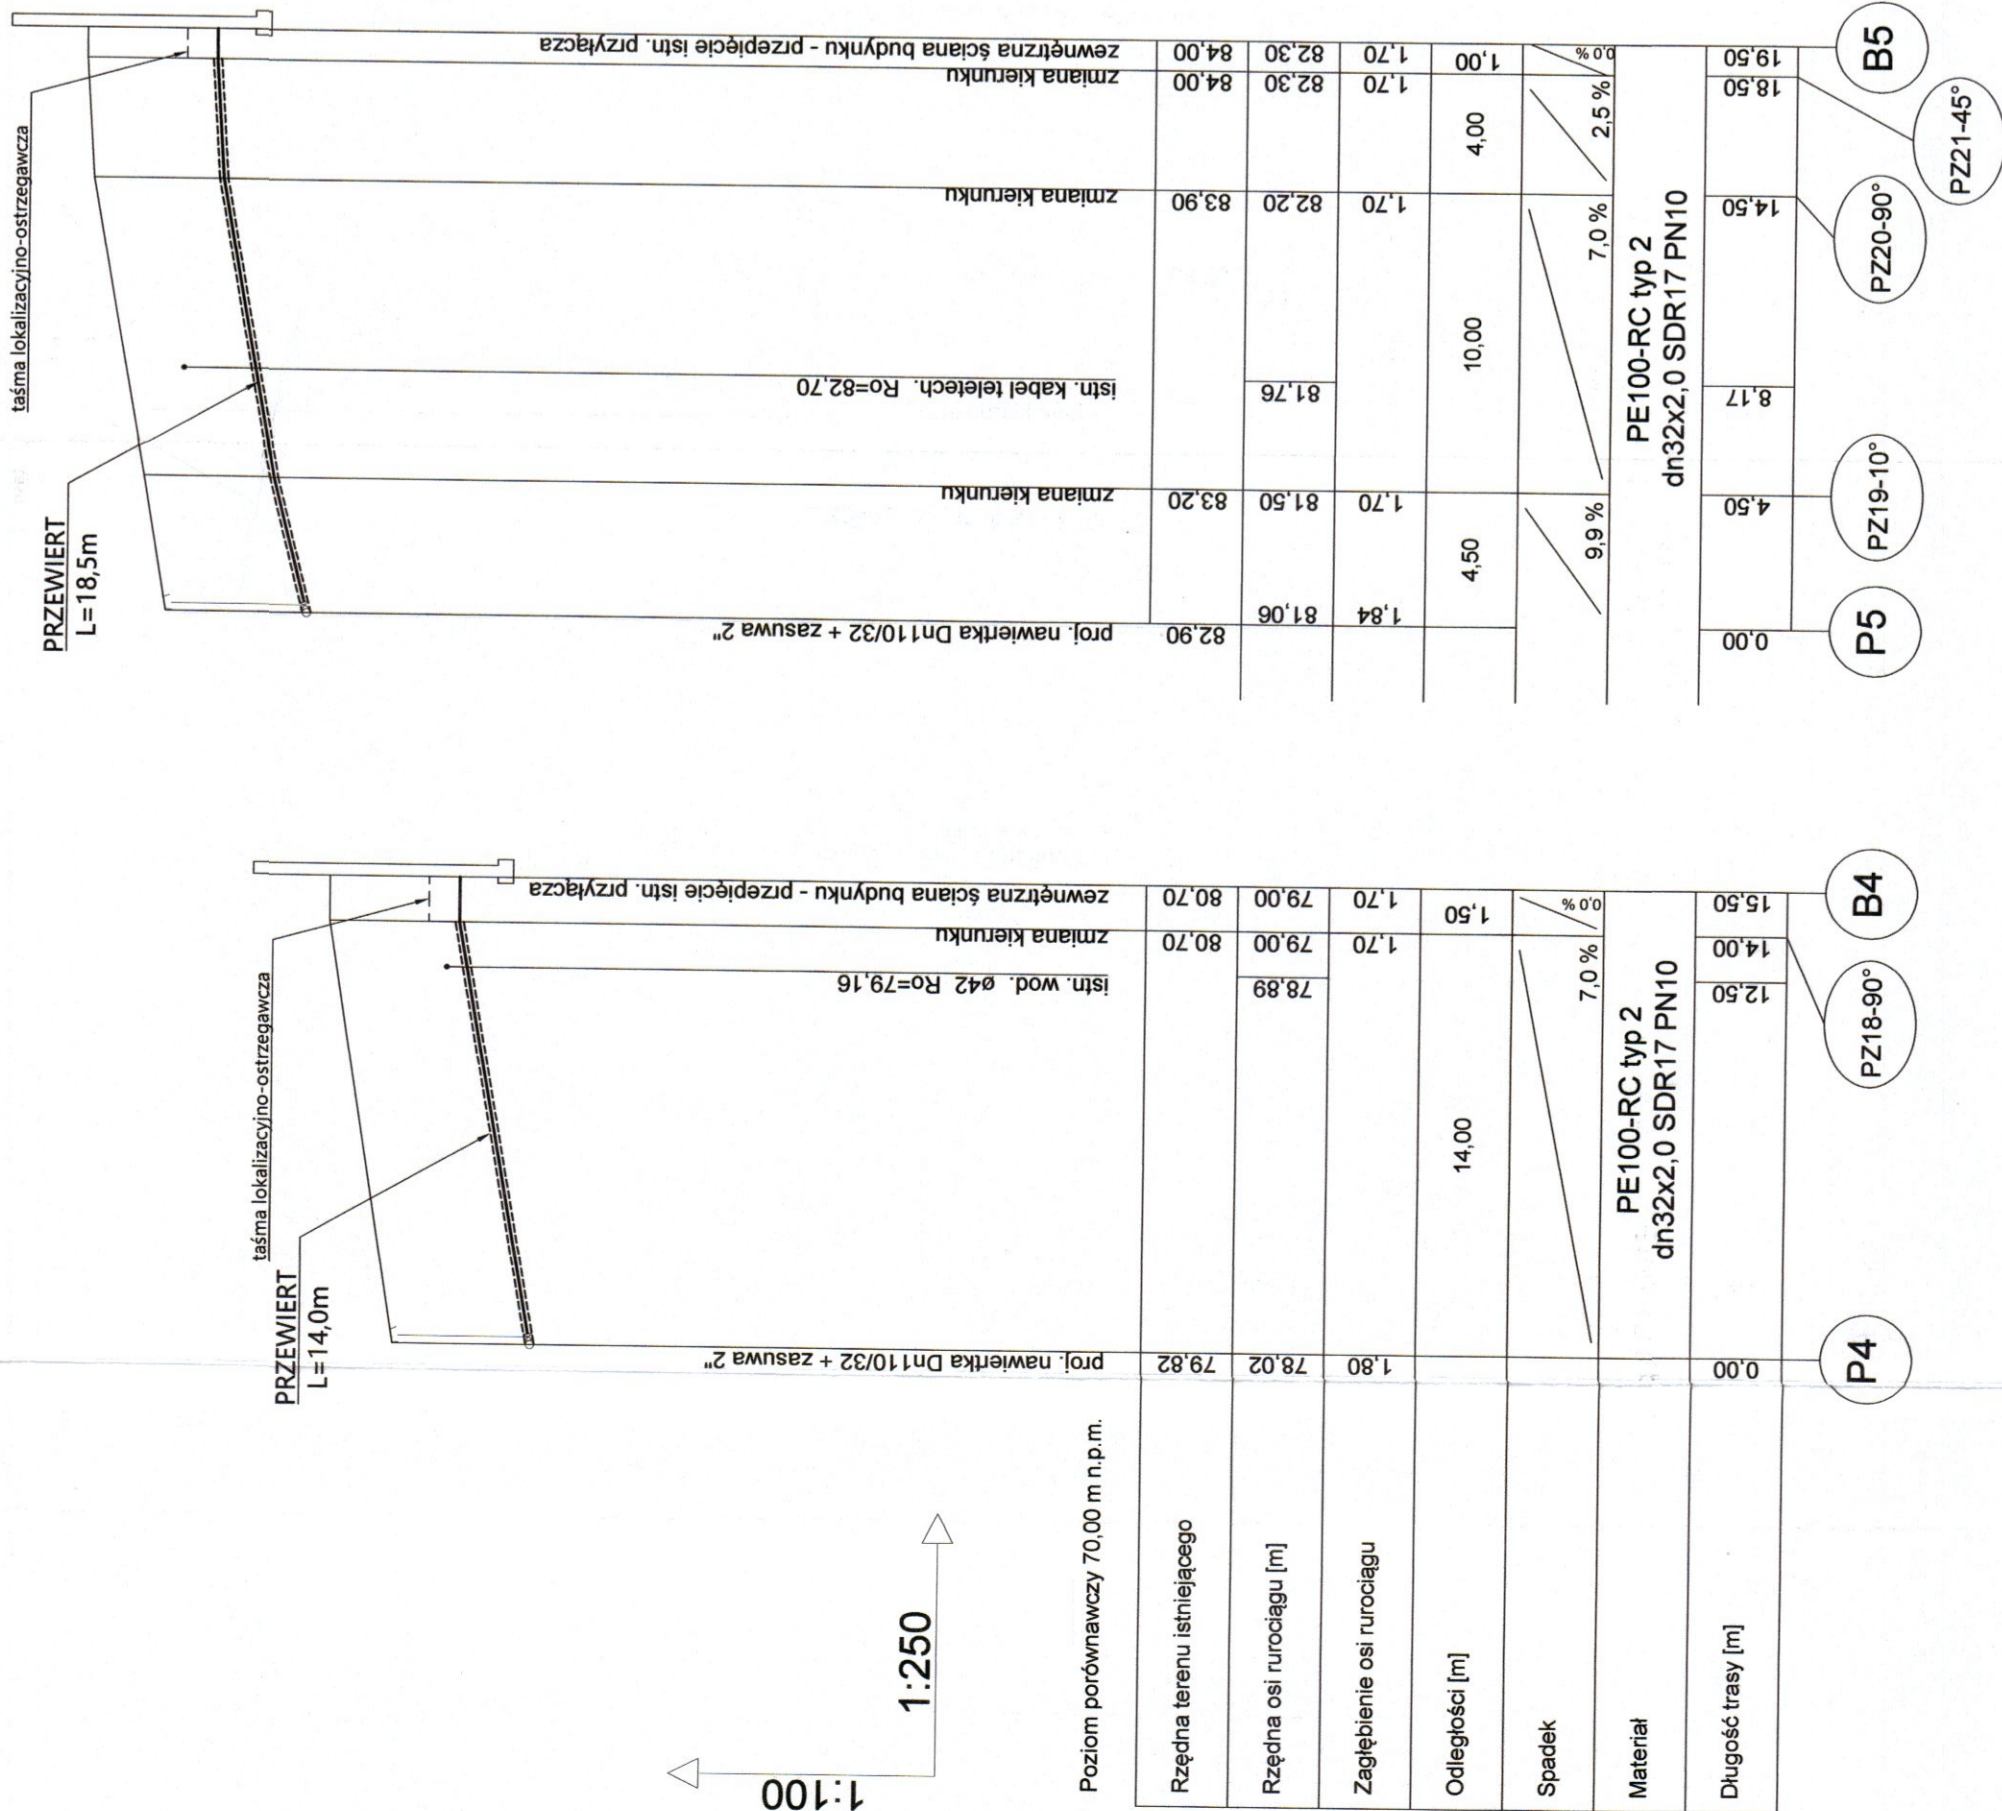 taśma lokalizacyjno-ostrzegawcza
PRZEWIERT
L=14,0m
taśma lokalizacyjno-ostrzegawcza
PRZEWIERT
L=18,5m
1:100
1:250
Poziom porównawczy 70,00 m n.p.m.
proj. nawiertka Dn110/32 + zasuwa 2"
istn. wod. ø42 Ro=79,16
zmiana kierunku
zewnętrzna ściana budynku - przepięcie istn. przyłącza
proj. nawiertka Dn110/32 + zasuwa 2"
zmiana kierunku
istn. kabel teletech. Ro=82,70
zmiana kierunku
zmiana kierunku
zewnętrzna ściana budynku - przepięcie istn. przyłącza
Rzędna terenu istniejącego
79,82
80,70
80,70
82,90
83,20
83,90
84,00
84,00
Rzędna osi rurociągu [m]
78,02
78,89
79,00
79,00
81,06
81,50
81,76
82,20
82,30
82,30
Zagłębienie osi rurociągu
1,80
1,70
1,70
1,84
1,70
1,70
1,70
1,70
Odległości [m]
14,00
1,50
4,50
10,00
4,00
1,00
Spadek
7,0 %
0,0 %
9,9 %
7,0 %
2,5 %
0,0 %
Materiał
PE100-RC typ 2
dn32x2,0 SDR17 PN10
PE100-RC typ 2
dn32x2,0 SDR17 PN10
Długość trasy [m]
0,00
12,50
14,00
15,50
0,00
4,50
8,17
14,50
18,50
19,50
P4
PZ18-90°
B4
P5
PZ19-10°
PZ20-90°
PZ21-45°
B5